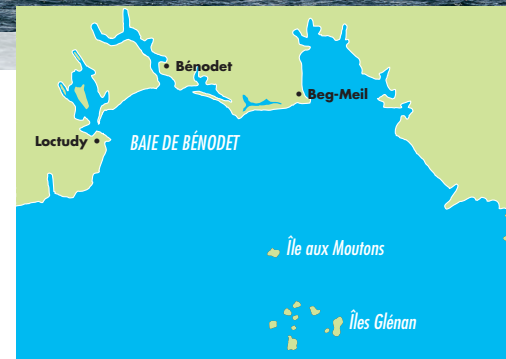 Bénodet
Beg-Meil
Loctudy
BAIE DE BÉNODET
Île aux Moutons
Îles Glénan